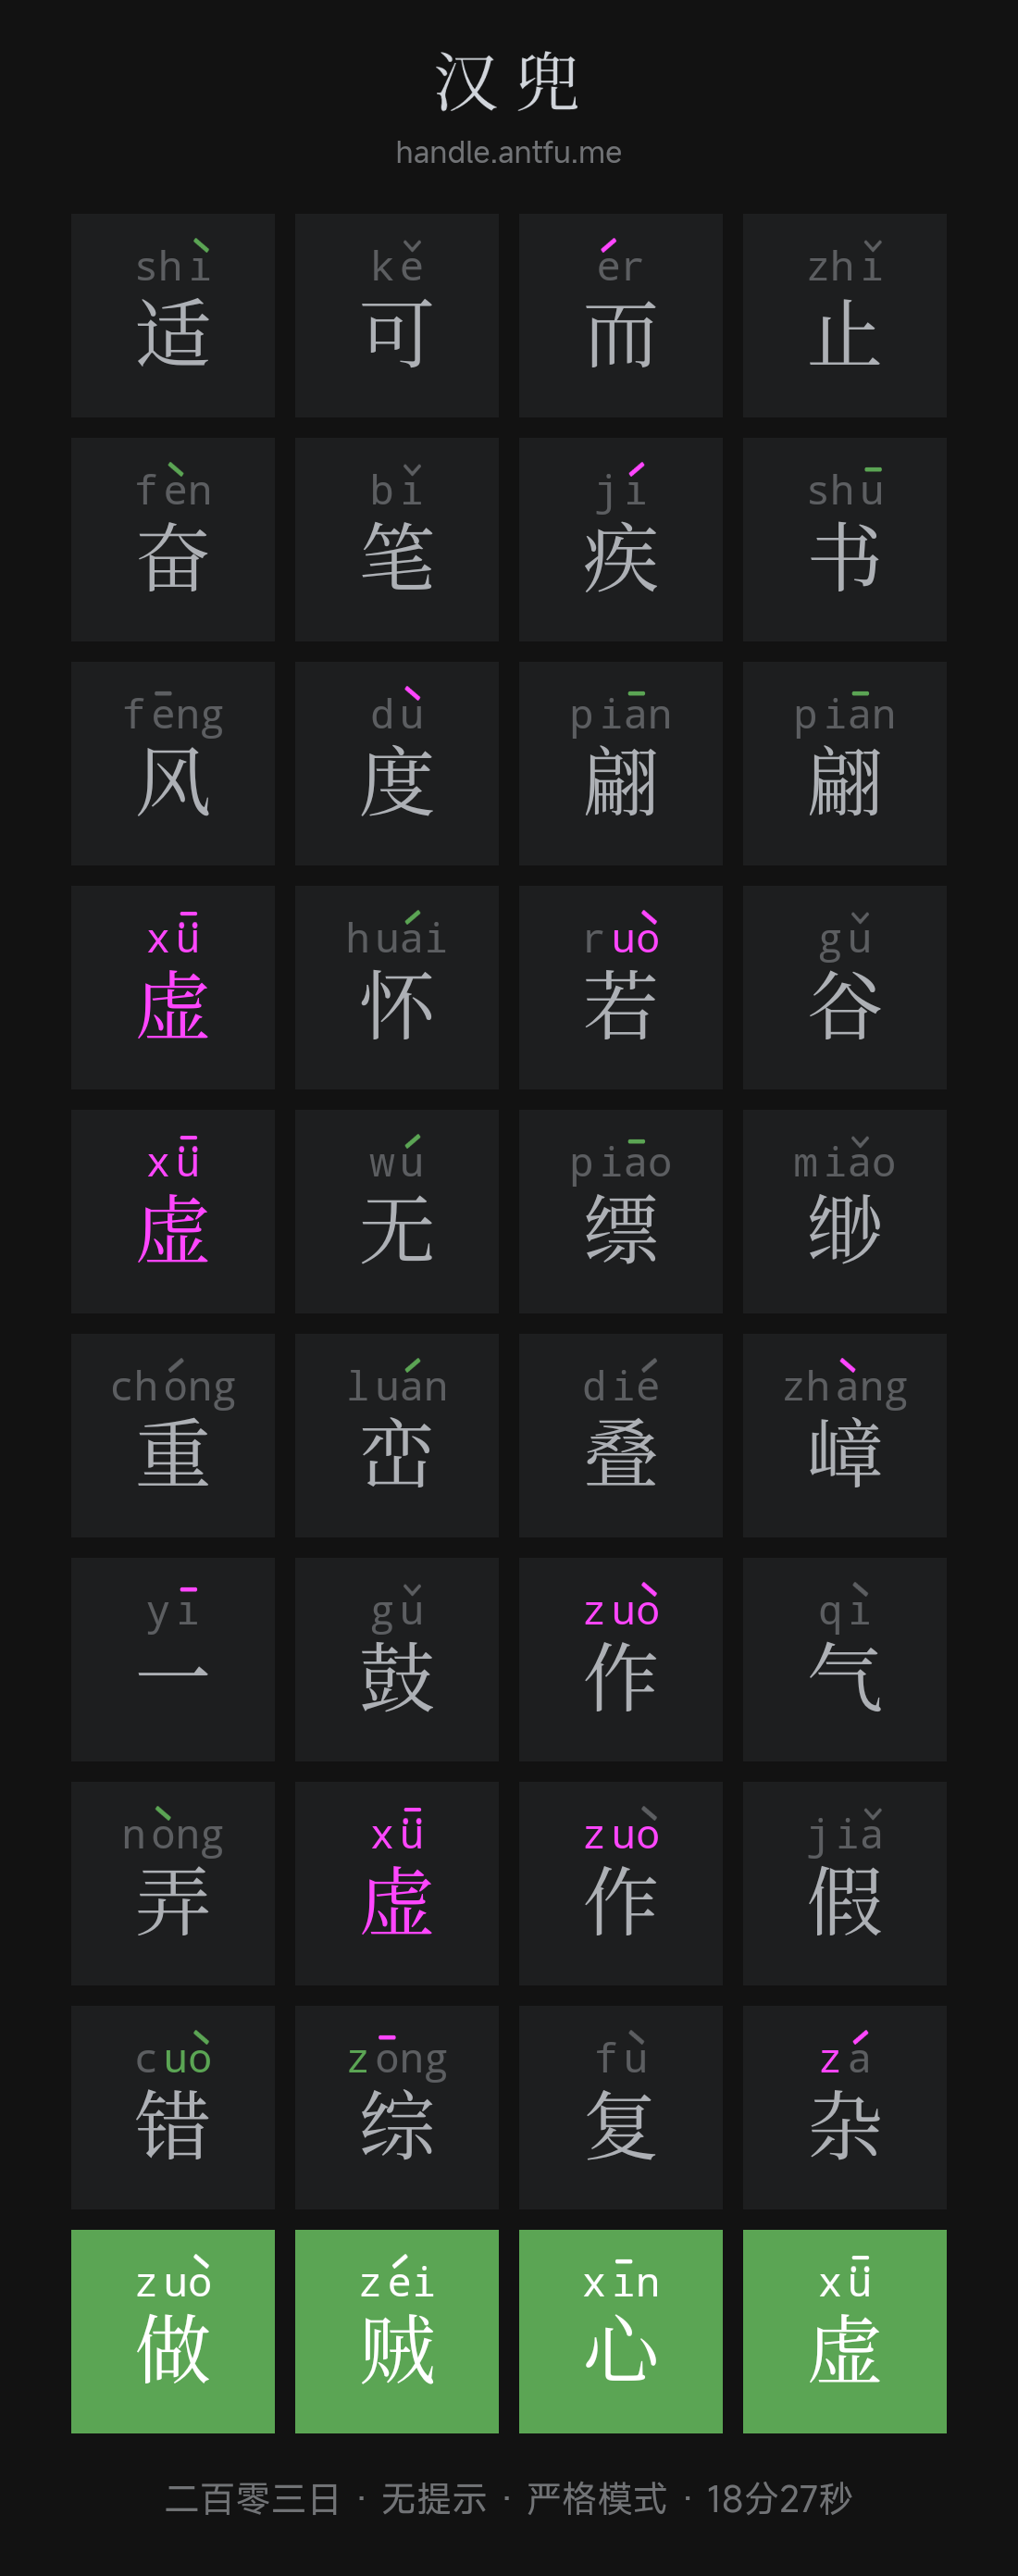 汉兜
handle.antfu.me
shì kě ér zhǐ
适 可 而 止
fèn bǐ jí shū
奋 笔 疾 书
fēng dù piān piān
风 度 翩 翩
xǖ huái ruò gǔ
虚 怀 若 谷
xǖ wú piāo miǎo
虚 无 缥 缈
chóng luán dié zhàng
重 峦 叠 嶂
yī gǔ zuò qì
一 鼓 作 气
nòng xǖ zuò jiǎ
弄 虚 作 假
cuò zōng fù zá
错 综 复 杂
zuò zéi xīn xǖ
做 贼 心 虚
二百零三日 · 无提示 · 严格模式 · 18分27秒